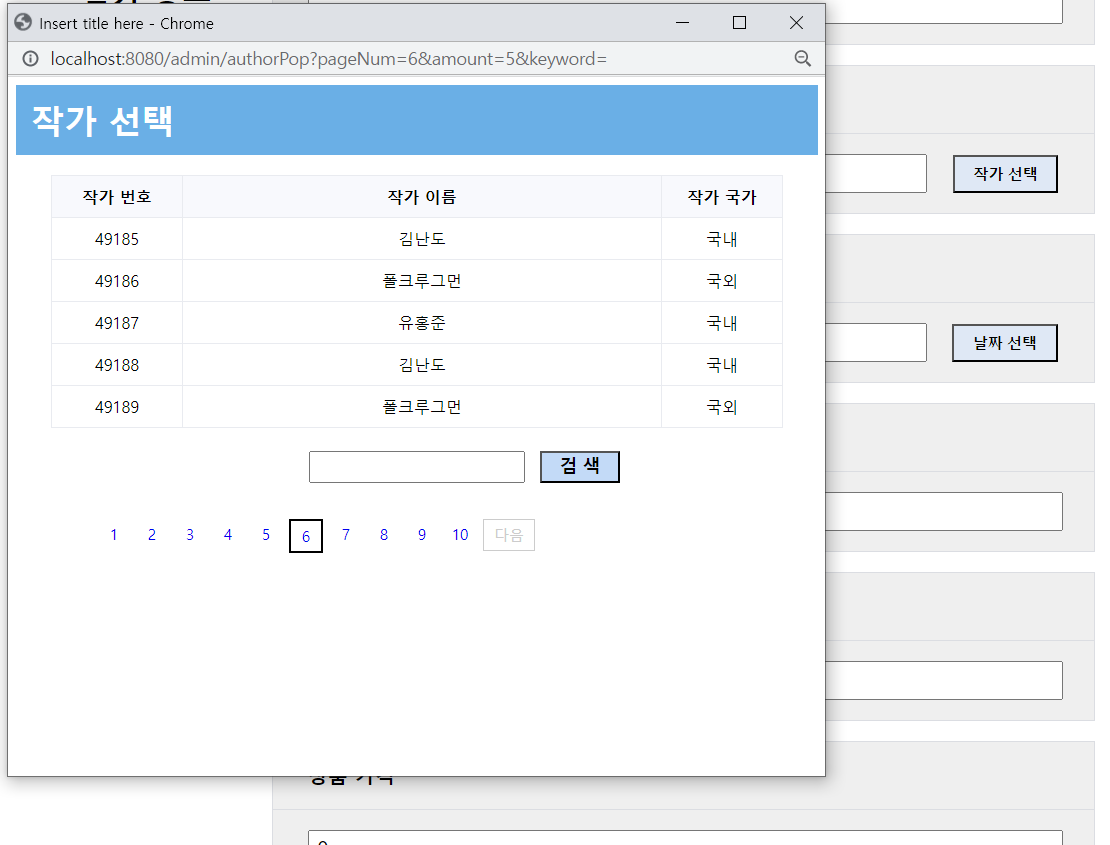 Insert title here - Chrome
localhost:8080/admin/authorPop?pageNum=6&amount=5&keyword=
작가 선택
작가 번호 작가 이름 작가 국가
49185 김난도 국내
49186 폴크루그먼 국외
49187 유홍준 국내
49188 김난도 국내
49189 폴크루그먼 국외
검 색
1 2 3 4 5 6 7 8 9 10 다음
작가 선택
날짜 선택